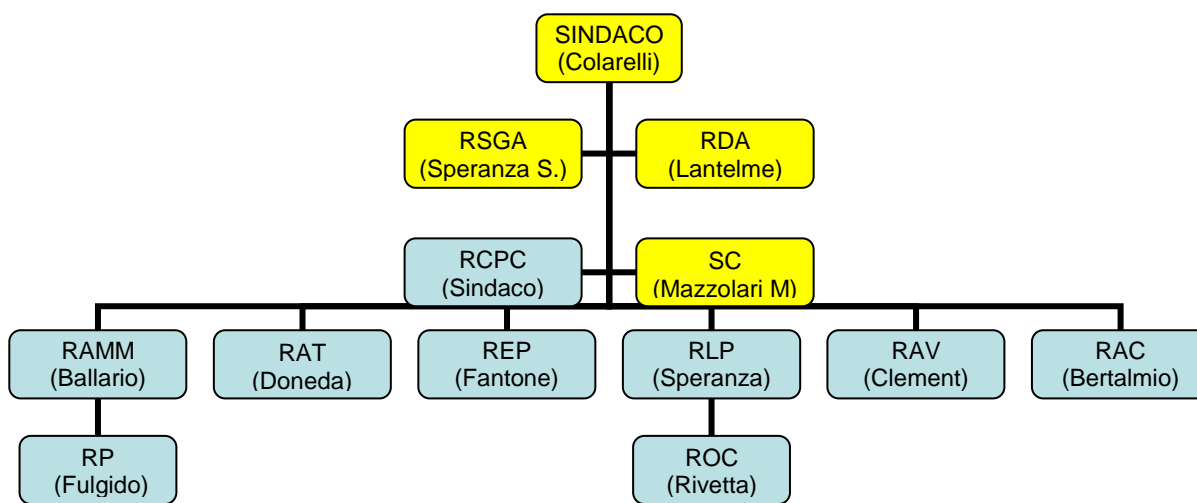 SINDACO
(Colarelli)
RSGA
(Speranza S.)
RDA
(Lantelme)
RCPC
(Sindaco)
SC
(Mazzolari M)
RAMM
(Ballario)
RAT
(Doneda)
REP
(Fantone)
RLP
(Speranza)
RAV
(Clement)
RAC
(Bertalmio)
RP
(Fulgido)
ROC
(Rivetta)